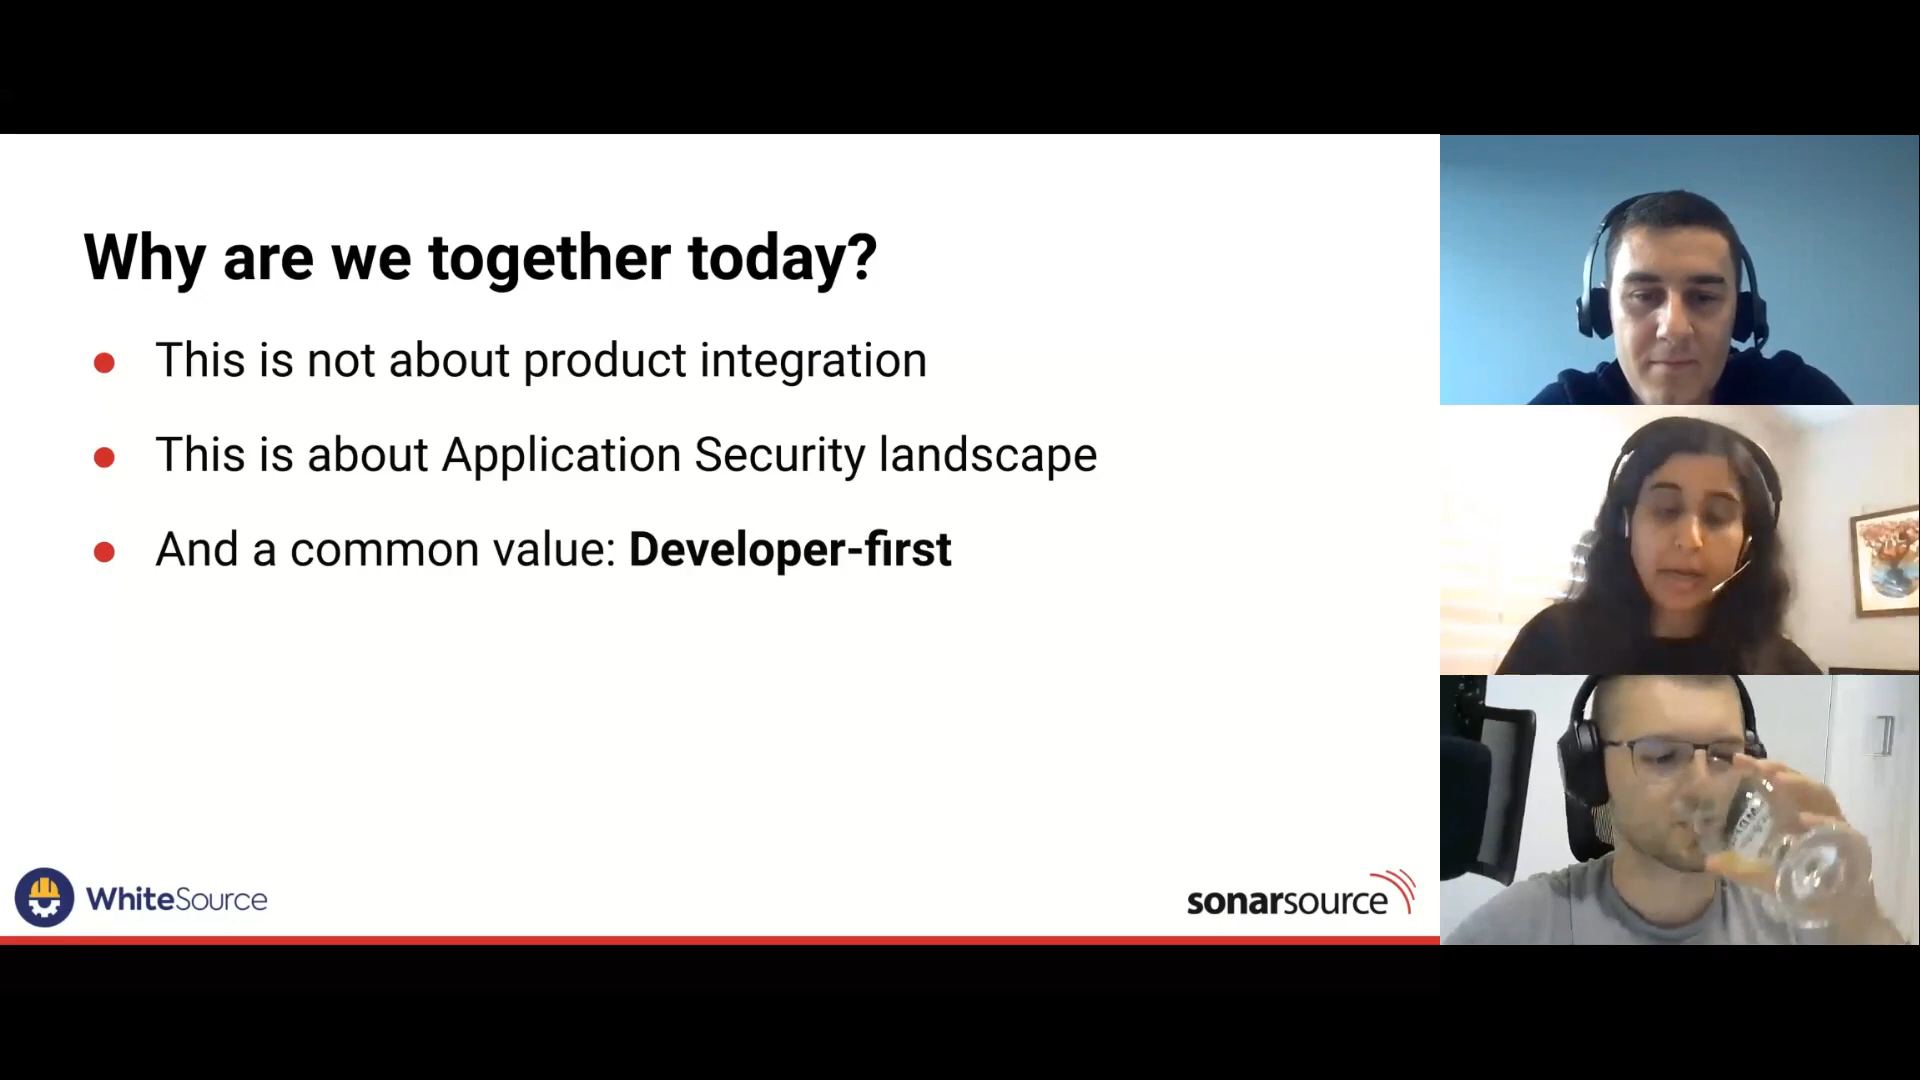 Why are we together today?
This is not about product integration
This is about Application Security landscape
And a common value: Developer-first
WhiteSource
sonarsource